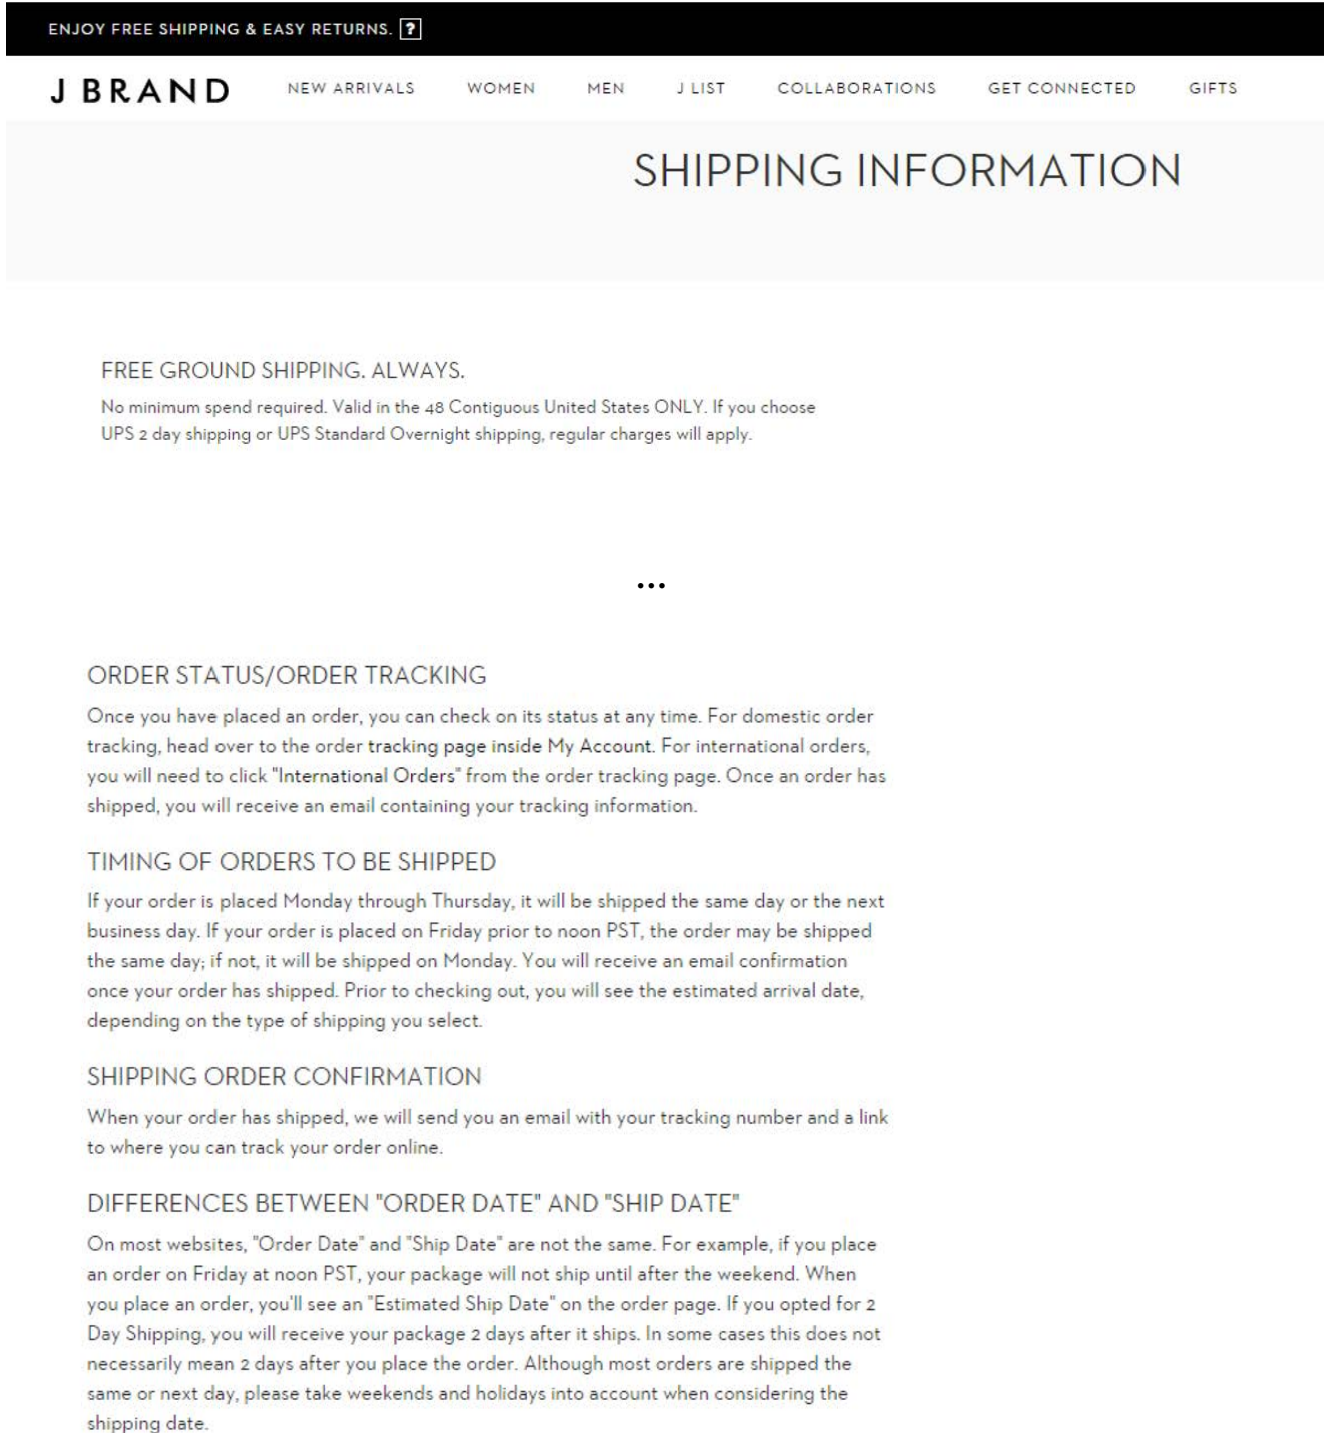 ENJOY FREE SHIPPING & EASY RETURNS. ?
J BRAND NEW ARRIVALS WOMEN MEN J LIST COLLABORATIONS GET CONNECTED GIFTS
SHIPPING INFORMATION
FREE GROUND SHIPPING. ALWAYS.
No minimum spend required. Valid in the 48 Contiguous United States ONLY. If you choose
UPS 2 day shipping or UPS Standard Overnight shipping, regular charges will apply.
...
ORDER STATUS/ORDER TRACKING
Once you have placed an order, you can check on its status at any time. For domestic order
tracking, head over to the order tracking page inside My Account. For international orders,
you will need to click "International Orders" from the order tracking page. Once an order has
shipped, you will receive an email containing your tracking information.
TIMING OF ORDERS TO BE SHIPPED
If your order is placed Monday through Thursday, it will be shipped the same day or the next
business day. If your order is placed on Friday prior to noon PST, the order may be shipped
the same day; if not, it will be shipped on Monday. You will receive an email confirmation
once your order has shipped. Prior to checking out, you will see the estimated arrival date,
depending on the type of shipping you select.
SHIPPING ORDER CONFIRMATION
When your order has shipped, we will send you an email with your tracking number and a link
to where you can track your order online.
DIFFERENCES BETWEEN "ORDER DATE" AND "SHIP DATE"
On most websites, "Order Date" and "Ship Date" are not the same. For example, if you place
an order on Friday at noon PST, your package will not ship until after the weekend. When
you place an order, you'll see an "Estimated Ship Date" on the order page. If you opted for 2
Day Shipping, you will receive your package 2 days after it ships. In some cases this does not
necessarily mean 2 days after you place the order. Although most orders are shipped the
same or next day, please take weekends and holidays into account when considering the
shipping date.